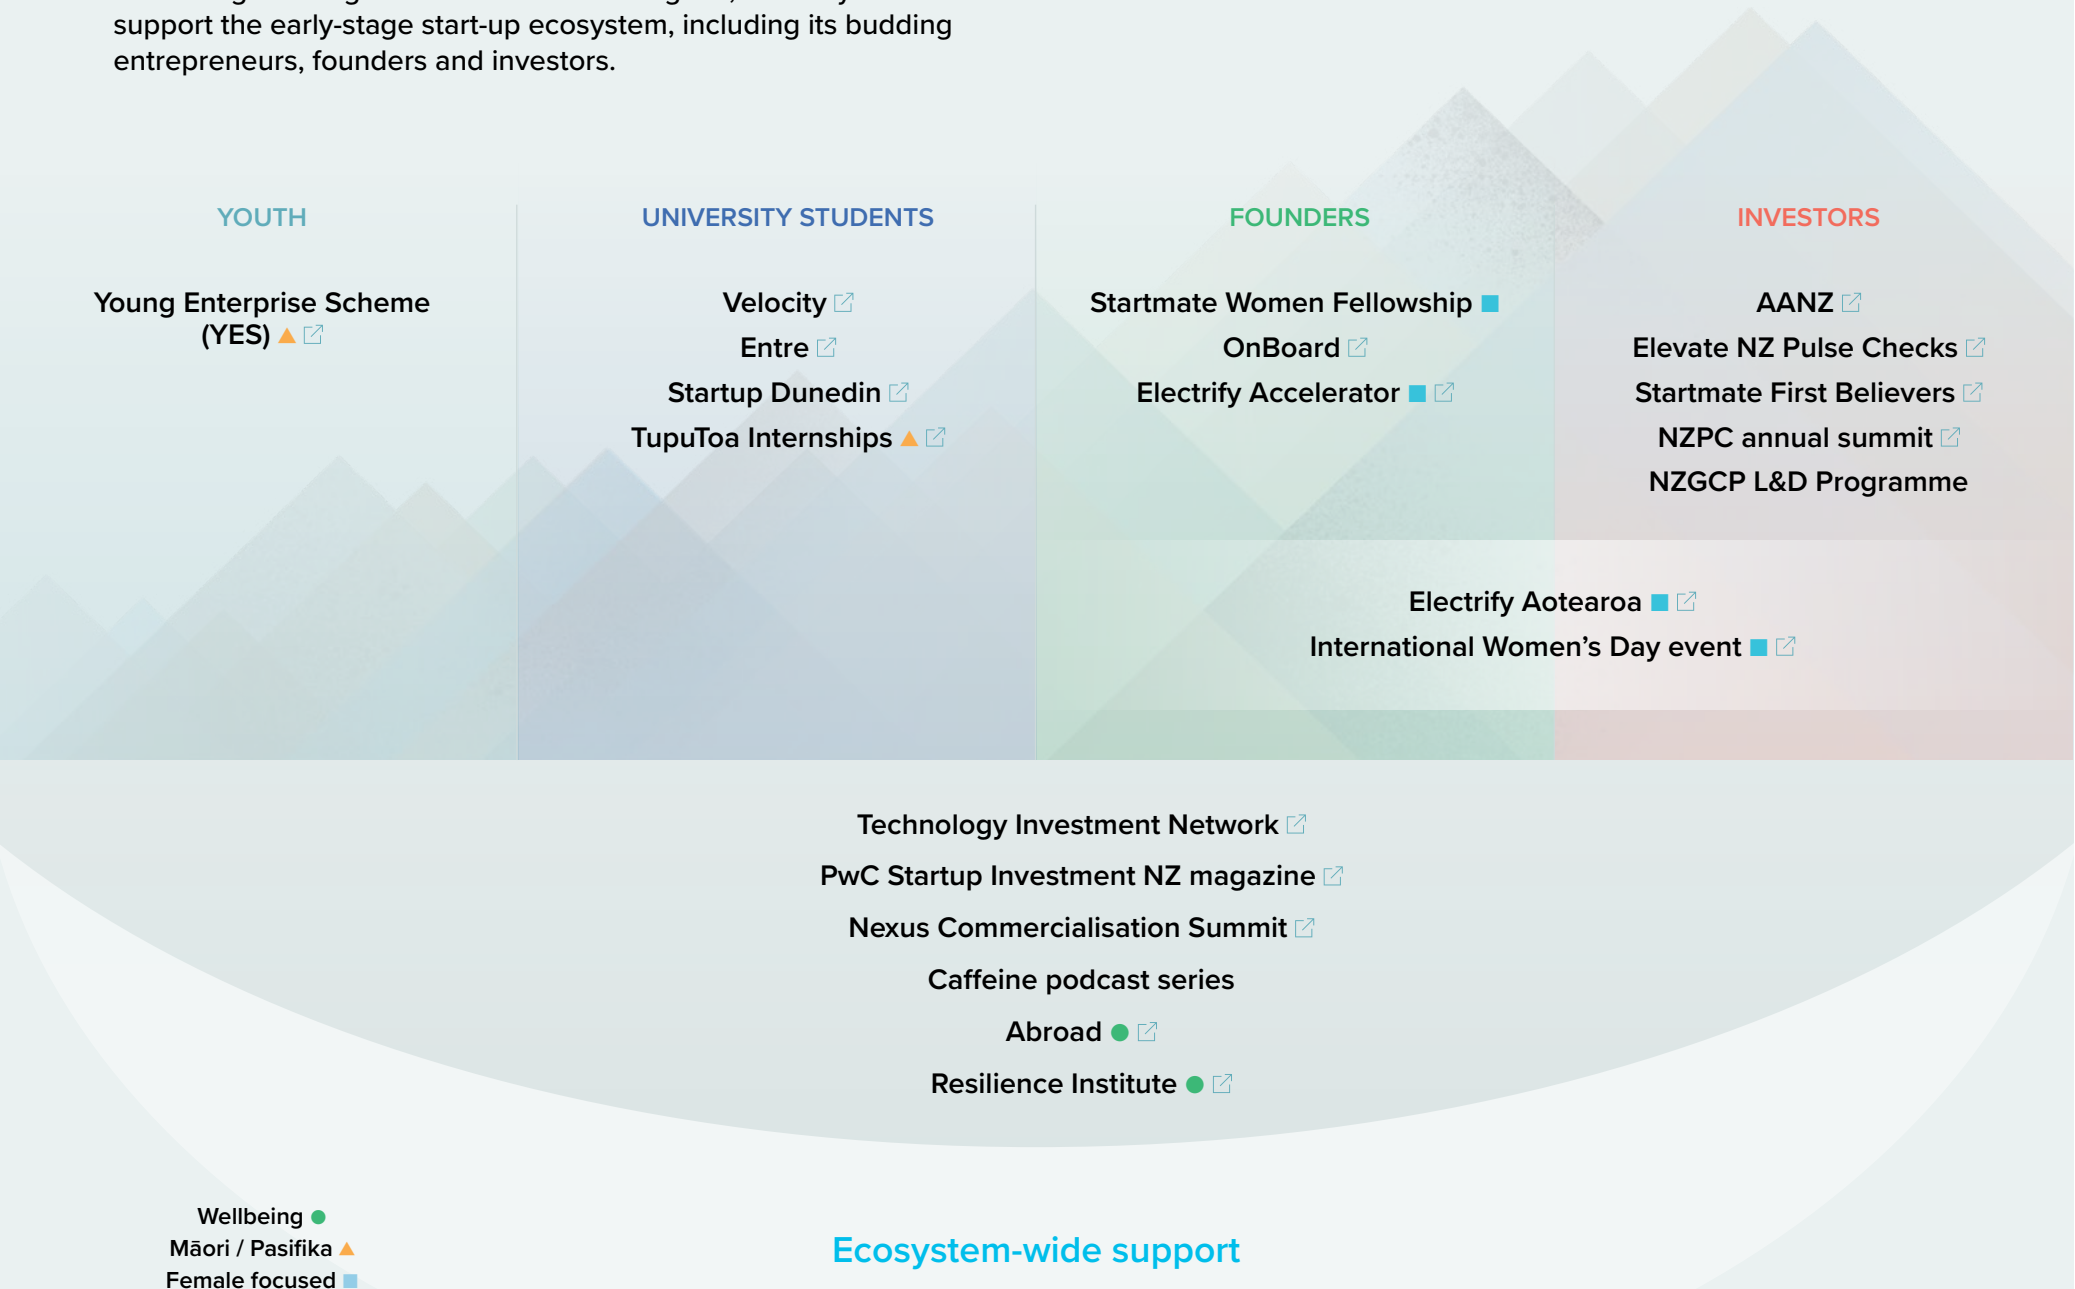 support the early-stage start-up ecosystem, including its budding
entrepreneurs, founders and investors.
YOUTH
Young Enterprise Scheme
(YES)
UNIVERSITY STUDENTS
Velocity
Entre
Startup Dunedin
TupuToa Internships
FOUNDERS
Startmate Women Fellowship
OnBoard
Electrify Accelerator
INVESTORS
AANZ
Elevate NZ Pulse Checks
Startmate First Believers
NZPC annual summit
NZGCP L&D Programme
Electrify Aotearoa
International Women’s Day event
Technology Investment Network
PwC Startup Investment NZ magazine
Nexus Commercialisation Summit
Caffeine podcast series
Abroad
Resilience Institute
Wellbeing
Māori / Pasifika
Female focused
Ecosystem-wide support